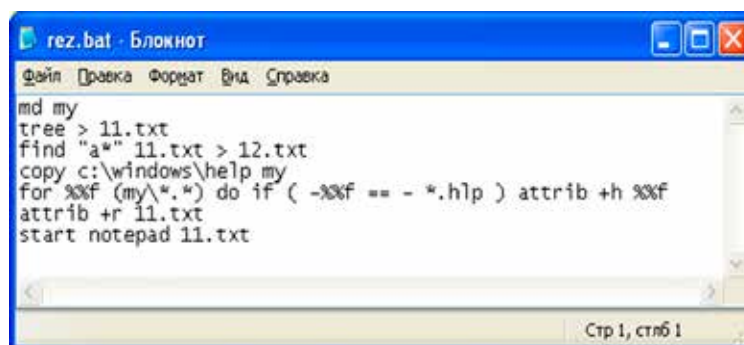 rez.bat - Блокнот
Файл Правка Формат Вид Справка
md my
tree > 11.txt
find "a*" 11.txt > 12.txt
copy c:\windows\help my
for %%f (my\*.*) do if ( -%%f == - *.hlp ) attrib +h %%f
attrib +r 11.txt
start notepad 11.txt
Стр 1, стлб 1